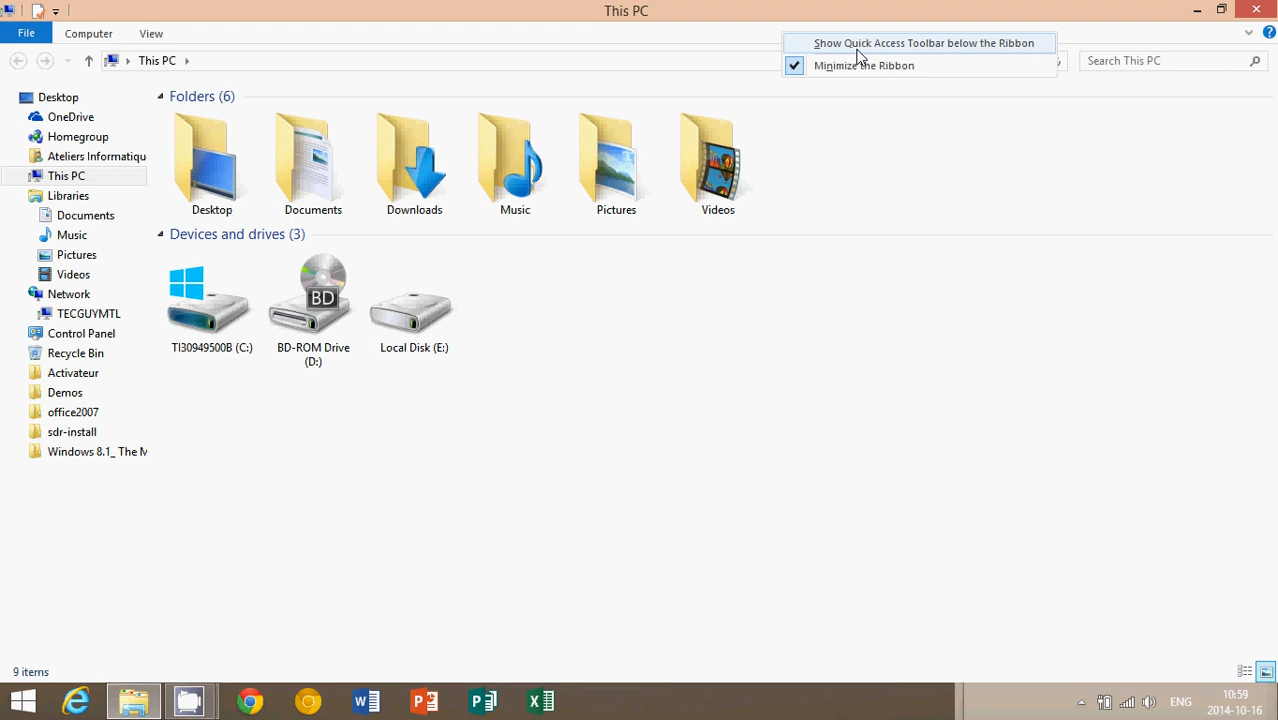 This PC
File
Computer
View
Show Quick Access Toolbar below the Ribbon
Minimize the Ribbon
This PC
Search This PC
Desktop
OneDrive
Homegroup
Ateliers Informatiqu
This PC
Libraries
Documents
Music
Pictures
Videos
Network
TECGUYMTL
Control Panel
Recycle Bin
Activateur
Demos
office2007
sdr-install
Windows 8.1_ The M
Folders (6)
Desktop
Documents
Downloads
Music
Pictures
Videos
Devices and drives (3)
BD
TI30949500B (C:)
BD-ROM Drive
(D:)
Local Disk (E:)
9 items
ENG
10:59
2014-10-16